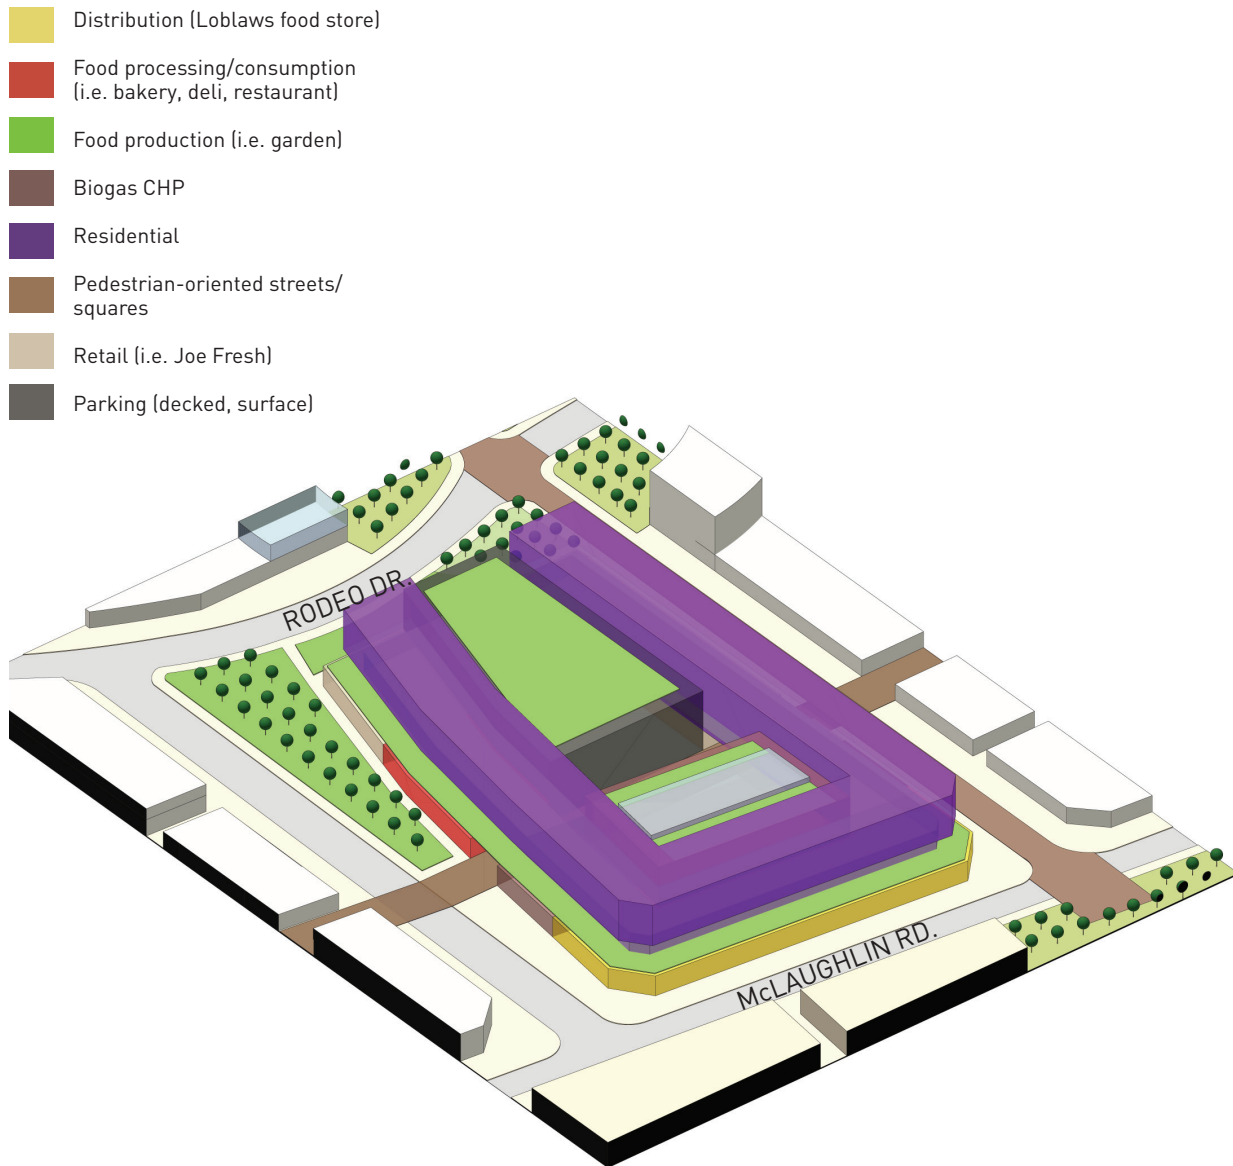 Distribution (Loblaws food store)
Food processing/consumption
(i.e. bakery, deli, restaurant)
Food production (i.e. garden)
Biogas CHP
Residential
Pedestrian-oriented streets/
squares
Retail (i.e. Joe Fresh)
Parking (decked, surface)
RODEO DR.
McLAUGHLIN RD.